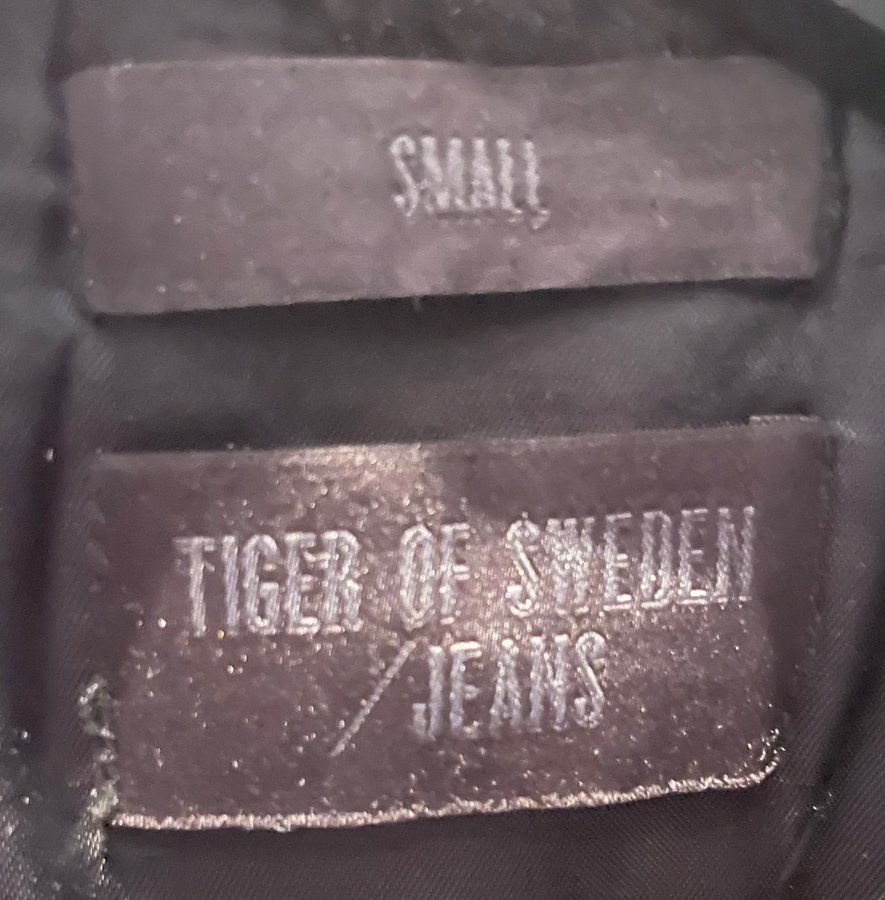 SMALL
TIGER OF SWEDEN
/JEANS